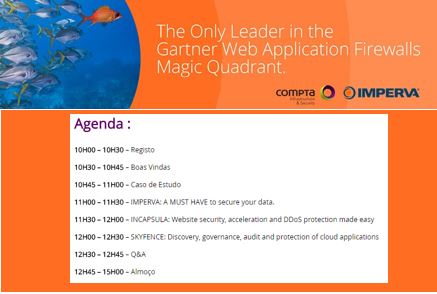 The Only Leader in the
Gartner Web Application Firewalls
Magic Quadrant.
COMPTA
Infrastructure
& Security
IMPERVA
Agenda :
10H00 – 10H30 – Registo
10H30 – 10H45 – Boas Vindas
10H45 – 11H00 – Caso de Estudo
11H00 – 11H30 – IMPERVA: A MUST HAVE to secure your data.
11H30 – 12H00 – INCAPSULA: Website security, acceleration and DDoS protection made easy
12H00 – 12H30 – SKYFENCE: Discovery, governance, audit and protection of cloud applications
12H30 – 12H45 – Q&A
12H45 – 15H00 – Almoço